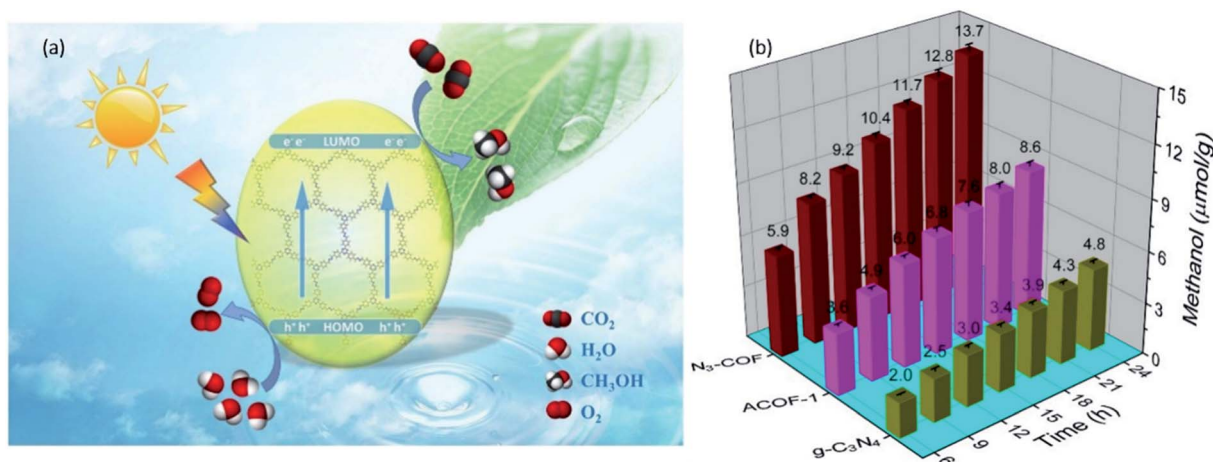 (a)
e⁻ e⁻ LUMO e⁻ e⁻
h⁺ h⁺ HOMO h⁺ h⁺
CO₂
H₂O
CH₃OH
O₂
(b)
5.9 8.2 9.2 10.4 11.7 12.8 13.7
3.6 4.9 6.0 6.8 7.6 8.0 8.6
2.0 2.5 3.0 3.4 3.9 4.3 4.8
N₃-COF
ACOF-1
g-C₃N₄
6 9 12 15 18 21 24
Time (h)
0 3 6 9 12 15
Methanol (μmol/g)